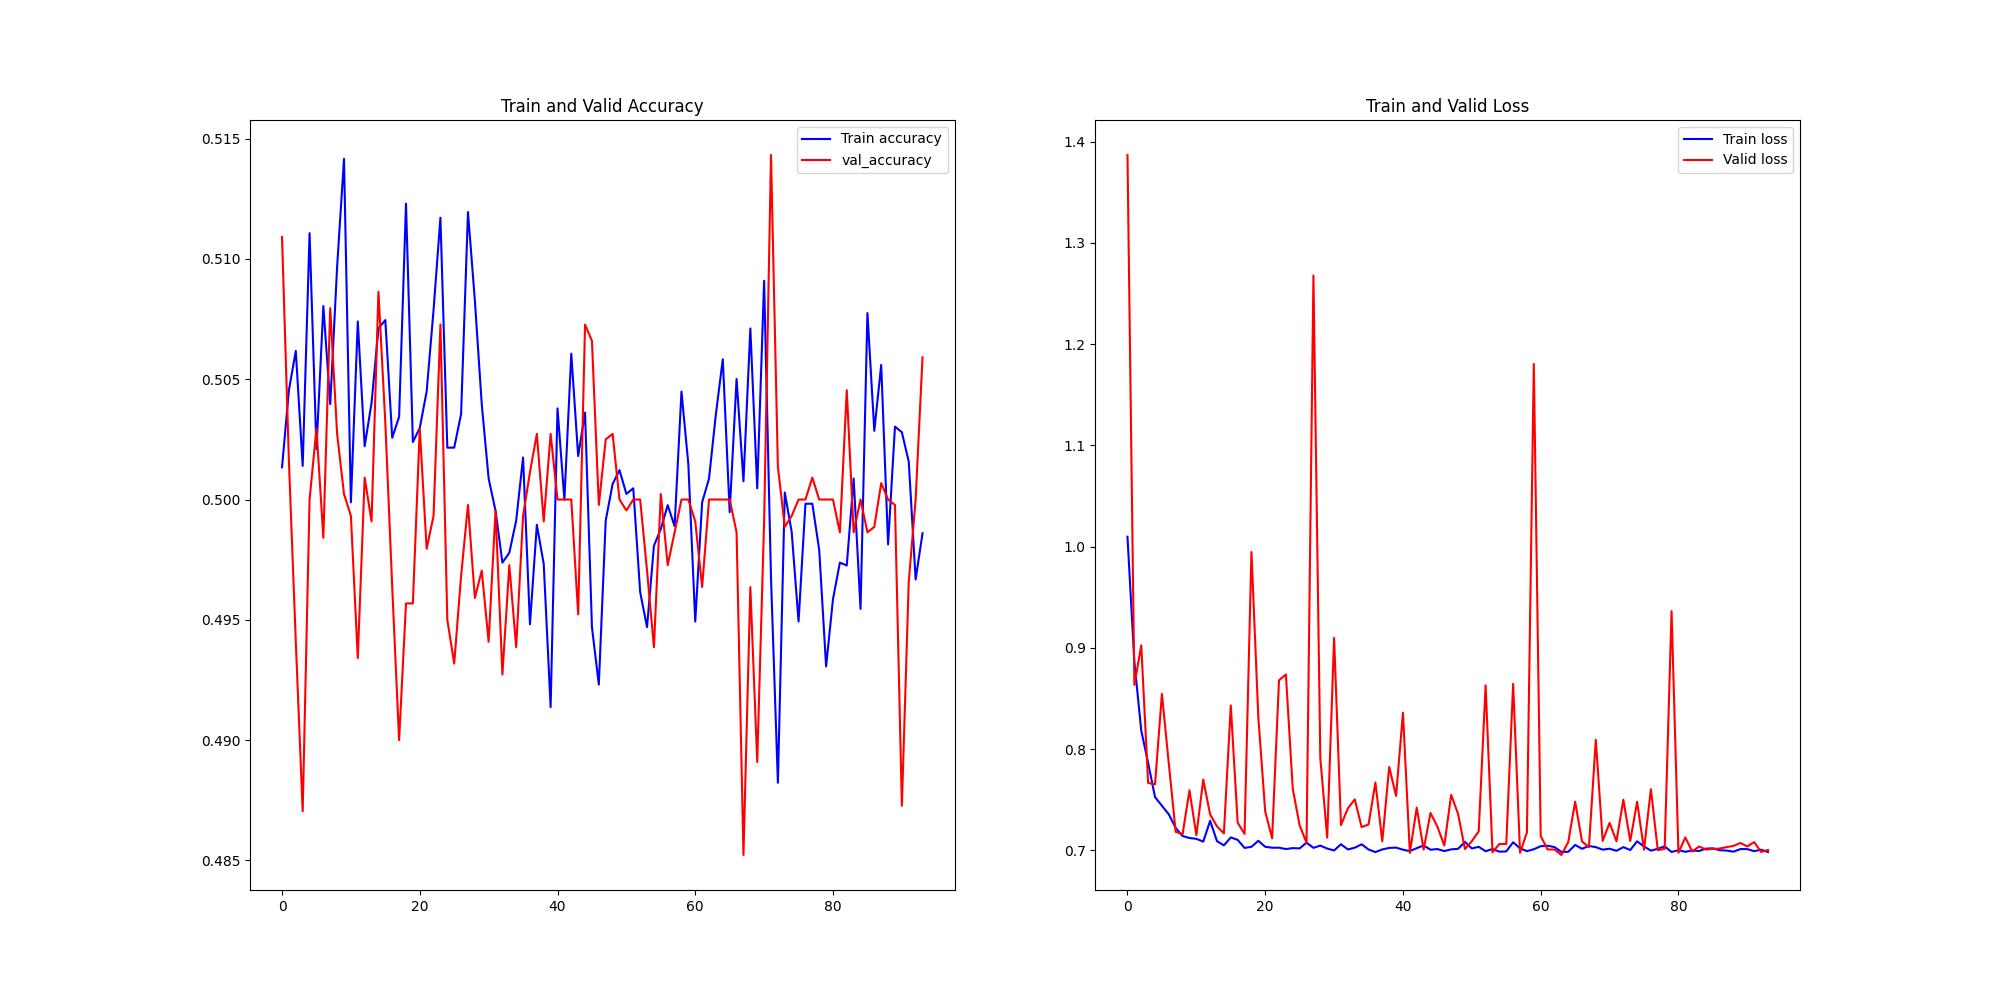 Train and Valid Accuracy
Train accuracy
val_accuracy
0.515
0.510
0.505
0.500
0.495
0.490
0.485
0 20 40 60 80
Train and Valid Loss
Train loss
Valid loss
1.4
1.3
1.2
1.1
1.0
0.9
0.8
0.7
0 20 40 60 80